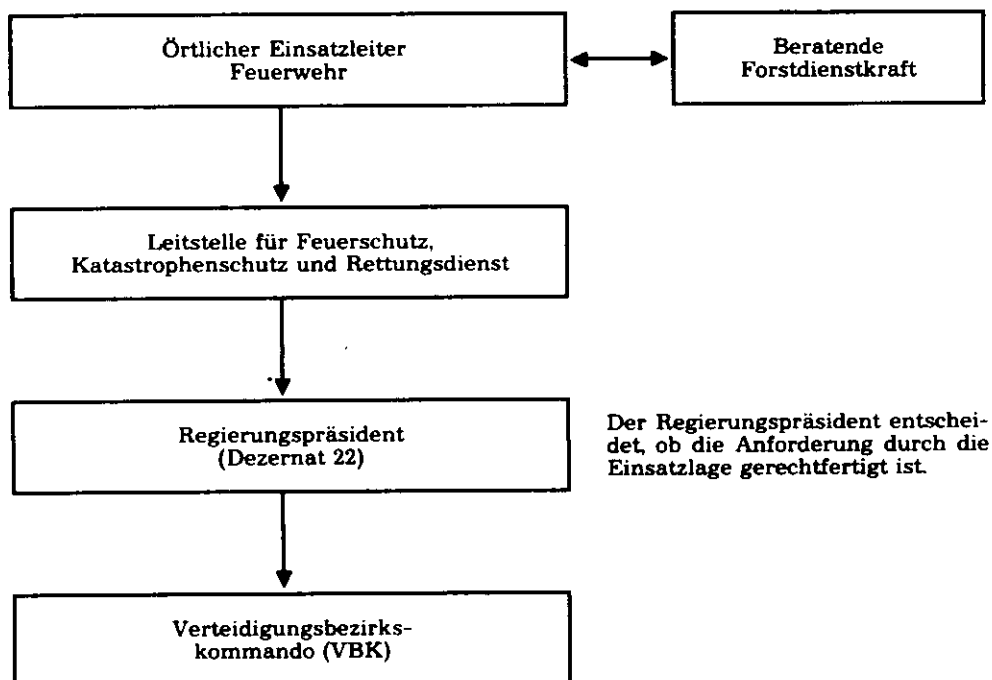 Örtlicher Einsatzleiter
Feuerwehr
Beratende
Forstdienstkraft
Leitstelle für Feuerschutz,
Katastrophenschutz und Rettungsdienst
Regierungspräsident
(Dezernat 22)
Der Regierungspräsident entschei-
det, ob die Anforderung durch die
Einsatzlage gerechtfertigt ist.
Verteidigungsbezirks-
kommando (VBK)